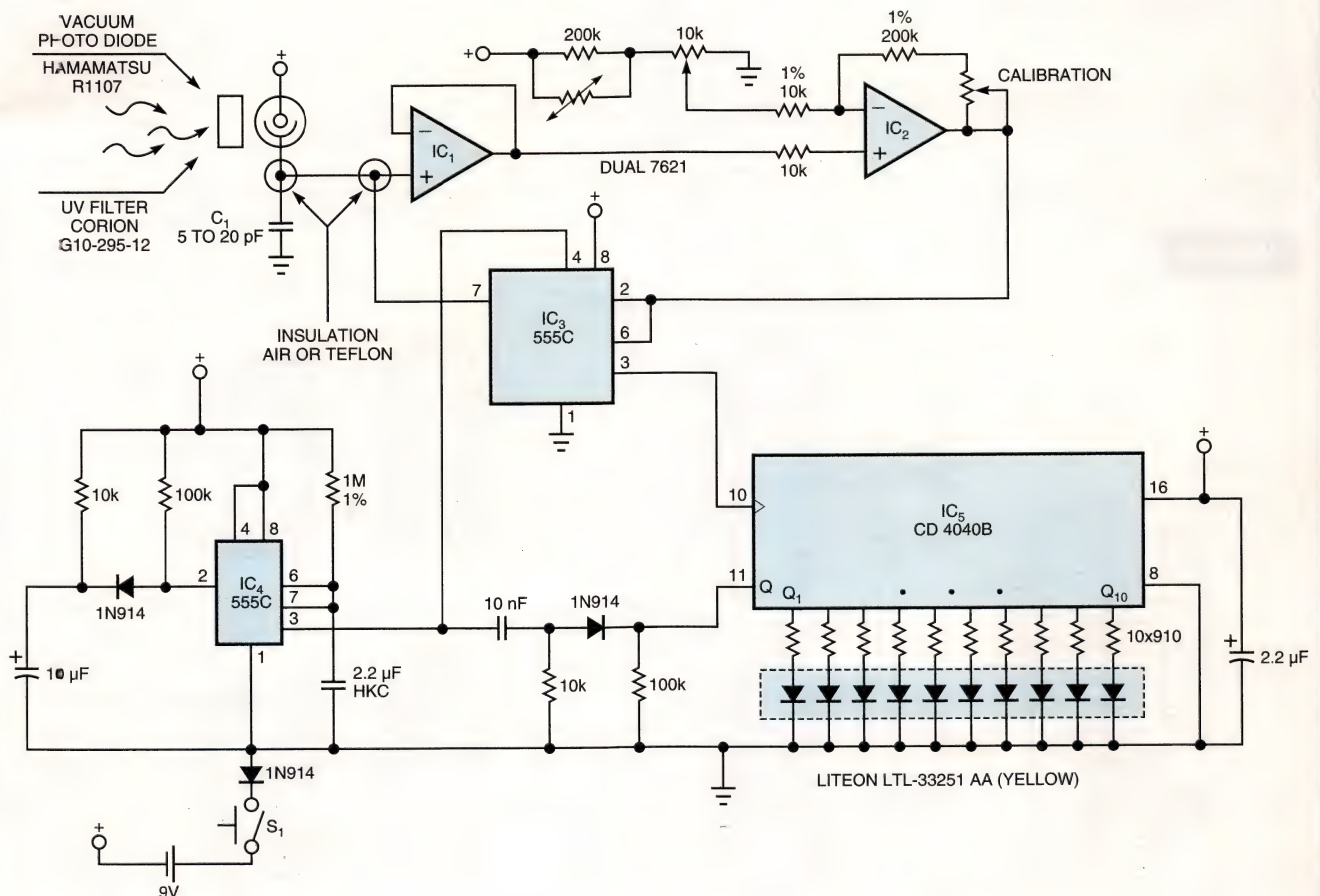 VACUUM
PHOTO DIODE
HAMAMATSU
R1107
UV FILTER
CORION
G10-295-12
+
C1
5 TO 20 pF
INSULATION
AIR OR TEFLON
−
IC1
+
+
200k
10k
1%
10k
10k
DUAL 7621
1%
200k
CALIBRATION
−
IC2
+
+
4
8
7
IC3
555C
2
6
3
1
+
10k
100k
1M
1%
4
8
2
IC4
555C
6
7
3
1
1N914
+
10 µF
2.2 µF
HKC
10 nF
1N914
10k
100k
10
IC5
CD 4040B
16
+
11
Q
Q1
Q10
8
10x910
+
2.2 µF
LITEON LTL-33251 AA (YELLOW)
1N914
S1
+
9V